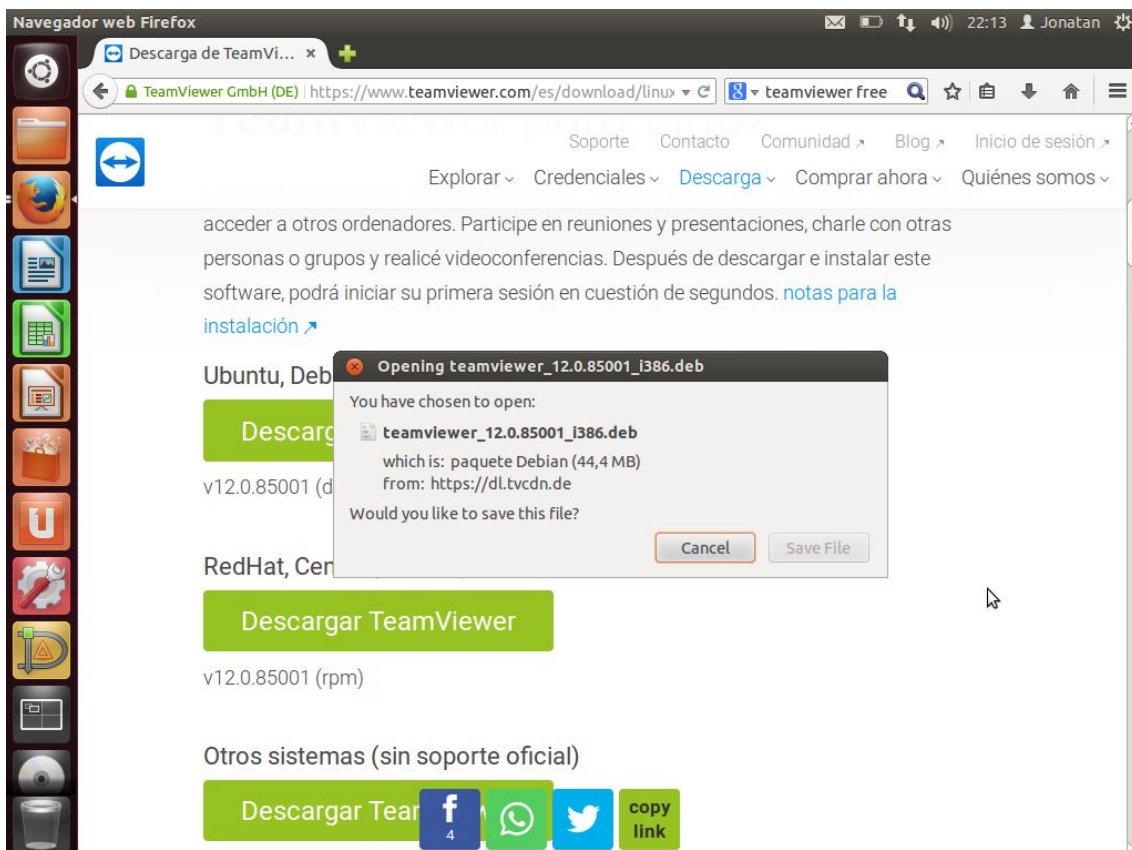 Navegador web Firefox
22:13 Jonatan
Descarga de TeamVi... ×
TeamViewer GmbH (DE) https://www.teamviewer.com/es/download/linux
teamviewer free
TeamViewer para Linux
Soporte Contacto Comunidad Blog Inicio de sesión
Explorar Credenciales Descarga Comprar ahora Quiénes somos
acceder a otros ordenadores. Participe en reuniones y presentaciones, charle con otras
personas o grupos y realicé videoconferencias. Después de descargar e instalar este
software, podrá iniciar su primera sesión en cuestión de segundos. notas para la
instalación
Ubuntu, Deb
Opening teamviewer_12.0.85001_i386.deb
You have chosen to open:
teamviewer_12.0.85001_i386.deb
which is: paquete Debian (44,4 MB)
from: https://dl.tvcdn.de
Would you like to save this file?
Cancel Save File
Descarg
v12.0.85001 (d
RedHat, Cen
Descargar TeamViewer
v12.0.85001 (rpm)
Otros sistemas (sin soporte oficial)
Descargar Tear
f
4
copy
link